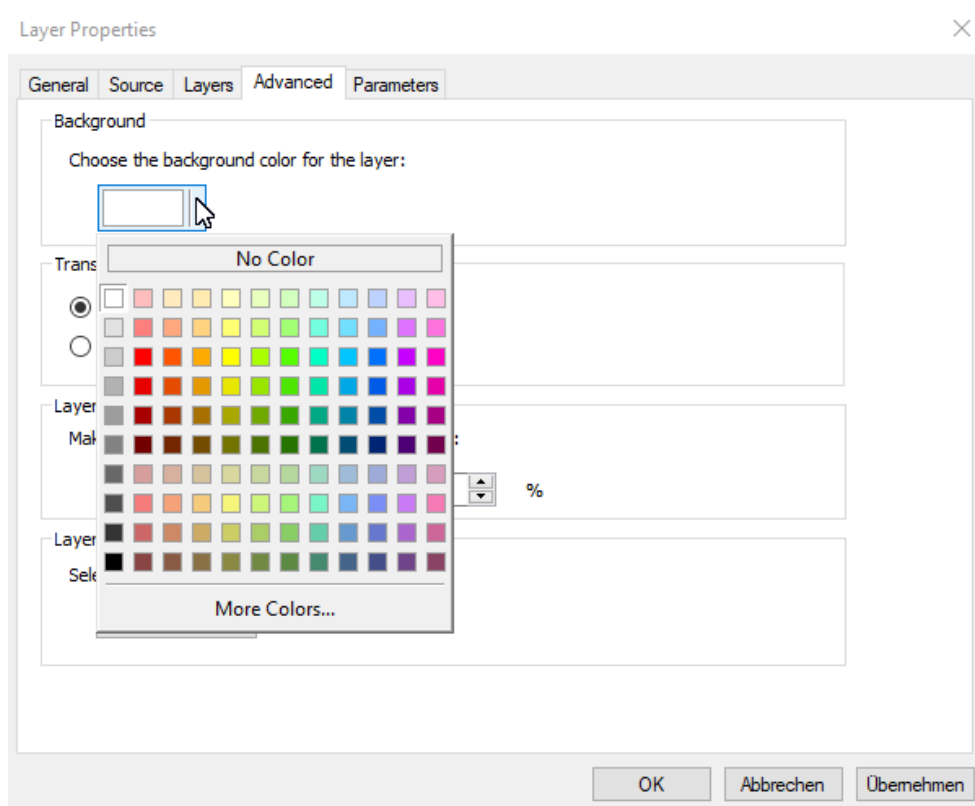 Layer Properties
General Source Layers Advanced Parameters
Background
Choose the background color for the layer:
No Color
Trans
Layer
Mak
:
%
Layer
Sele
More Colors...
OK Abbrechen Übernehmen